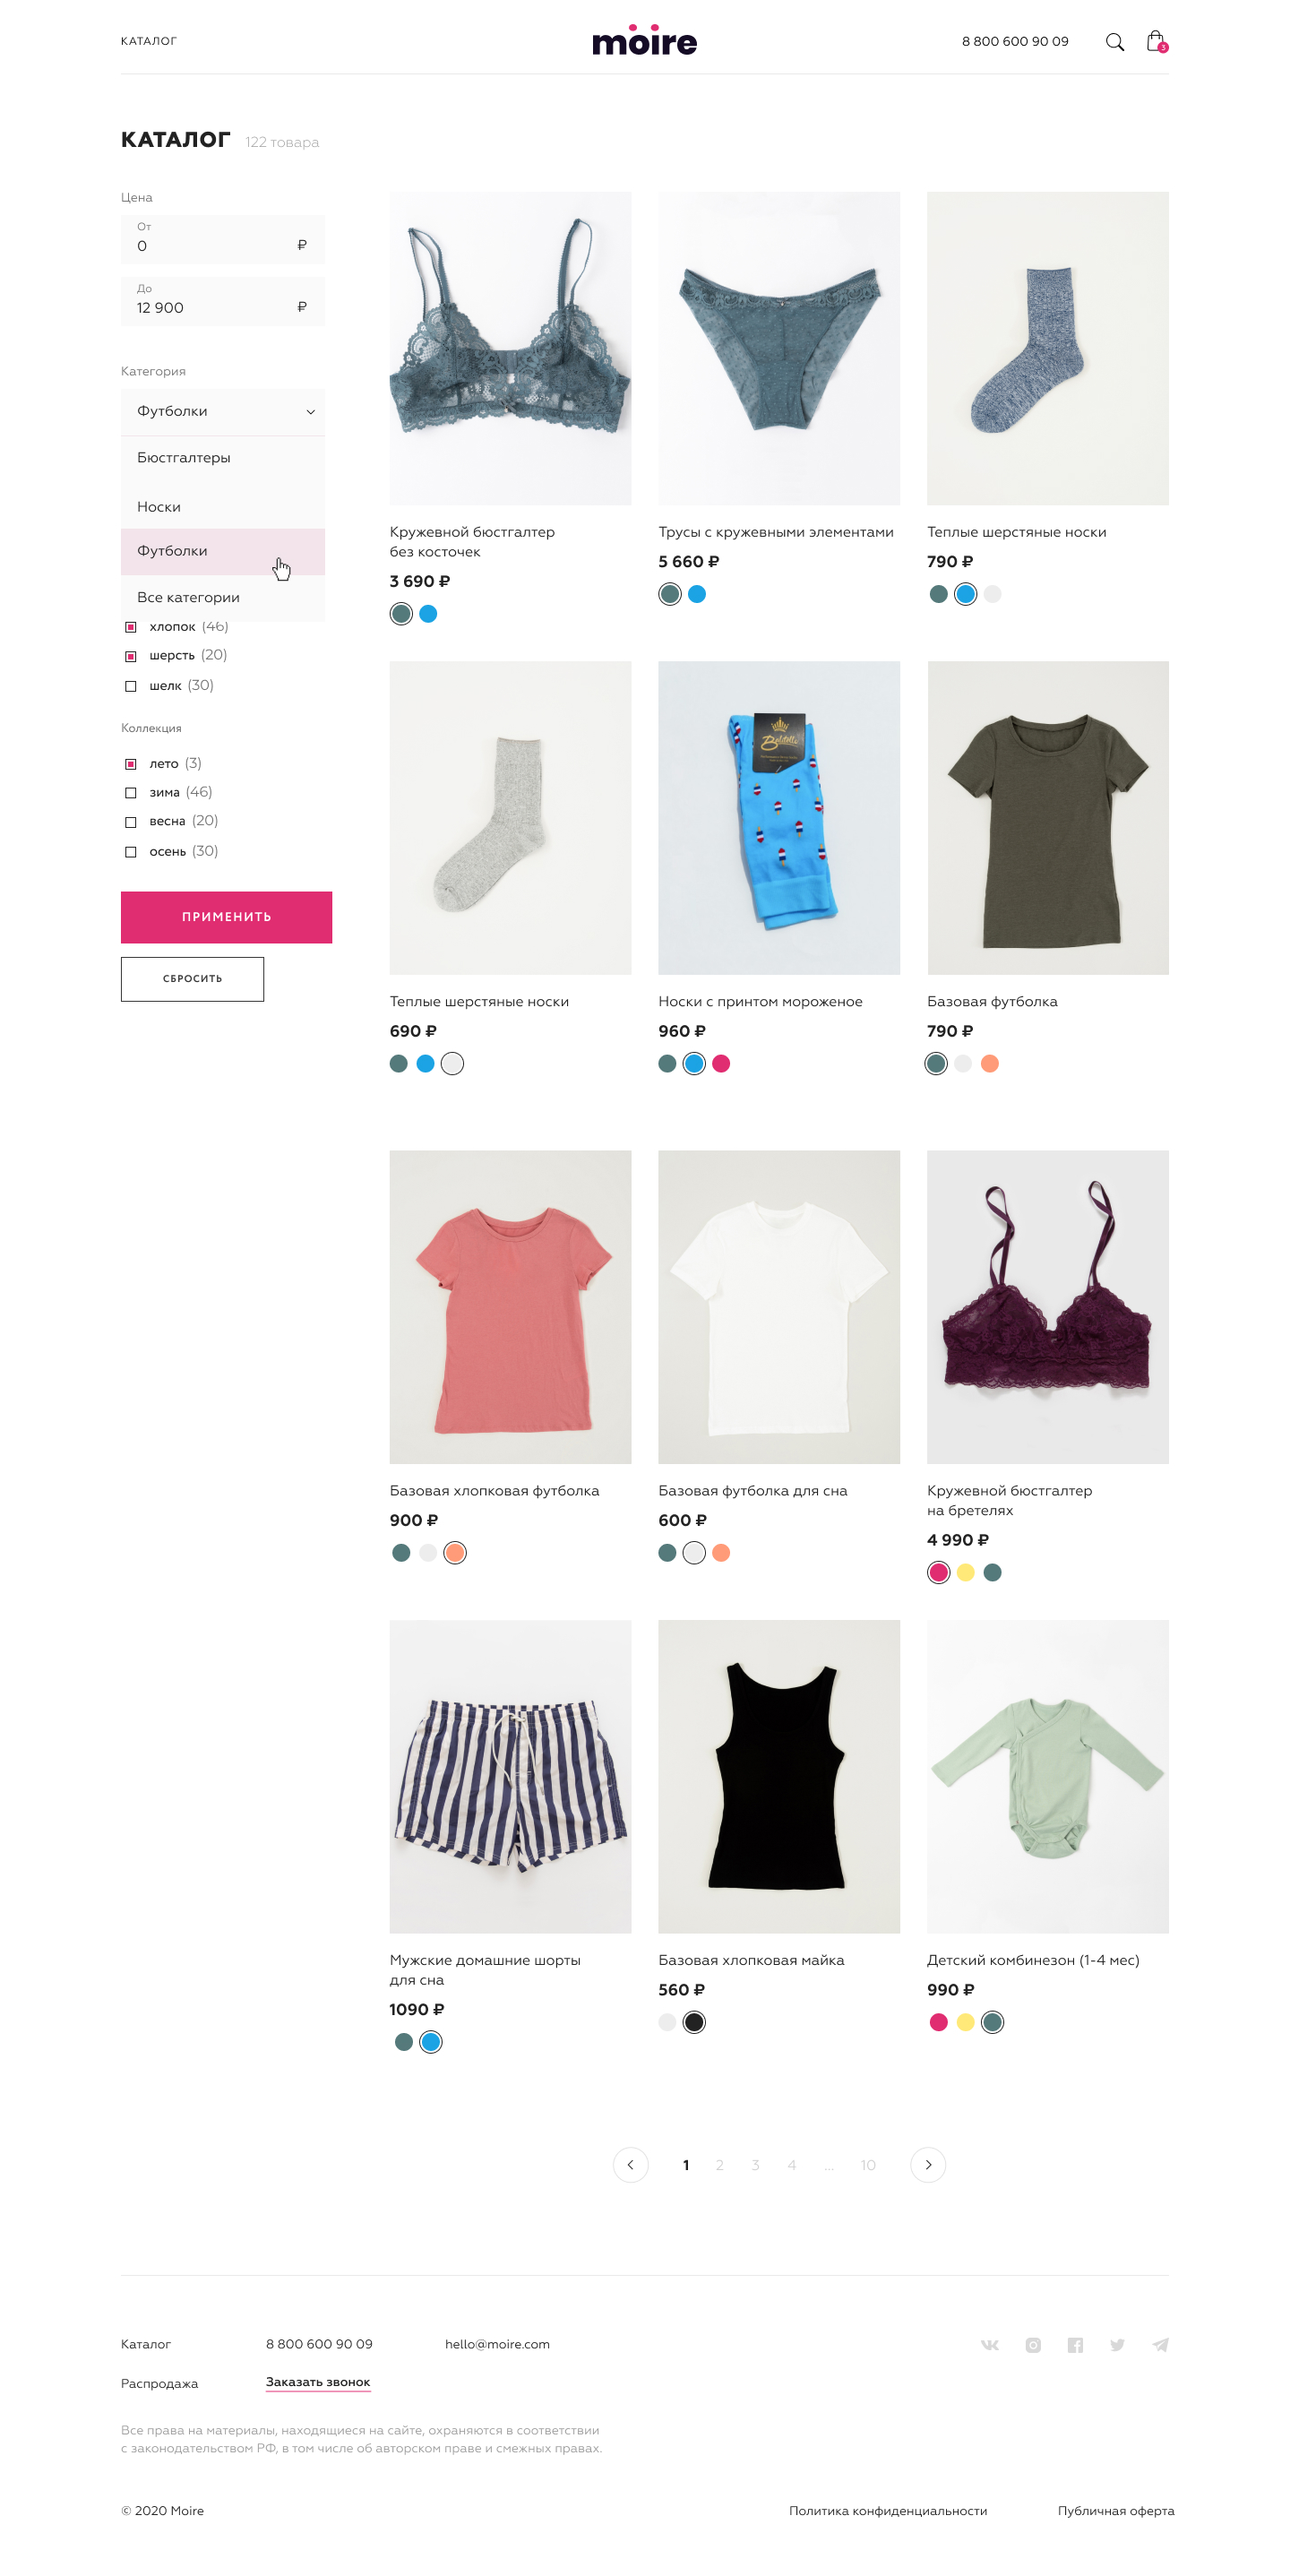 КАТАЛОГ
moire
8 800 600 90 09
3
КАТАЛОГ 122 товара
Цена
От
0 ₽
До
12 900 ₽
Категория
Футболки
Бюстгалтеры
Носки
Футболки
Все категории
хлопок (46)
шерсть (20)
шелк (30)
Коллекция
лето (3)
зима (46)
весна (20)
осень (30)
ПРИМЕНИТЬ
СБРОСИТЬ
Кружевной бюстгалтер
без косточек
3 690 ₽
Трусы с кружевными элементами
5 660 ₽
Теплые шерстяные носки
790 ₽
Теплые шерстяные носки
690 ₽
Носки с принтом мороженое
960 ₽
Базовая футболка
790 ₽
Базовая хлопковая футболка
900 ₽
Базовая футболка для сна
600 ₽
Кружевной бюстгалтер
на бретелях
4 990 ₽
Мужские домашние шорты
для сна
1090 ₽
Базовая хлопковая майка
560 ₽
Детский комбинезон (1-4 мес)
990 ₽
1 2 3 4 ... 10
Каталог 8 800 600 90 09 hello@moire.com
Распродажа Заказать звонок
Все права на материалы, находящиеся на сайте, охраняются в соответствии
с законодательством РФ, в том числе об авторском праве и смежных правах.
© 2020 Moire Политика конфиденциальности Публичная оферта